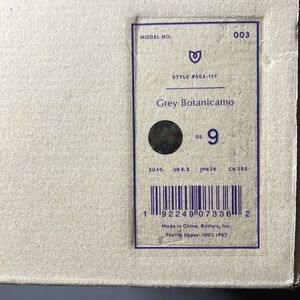 MODEL NO. 003
STYLE #003-177
Grey Botanicamo
US 9
EU 40 UK 6.5 JPN 26 CN 260
1 92249 07336 2
Made in China, Rothy's, Inc.
Textile Upper: 100% rPET